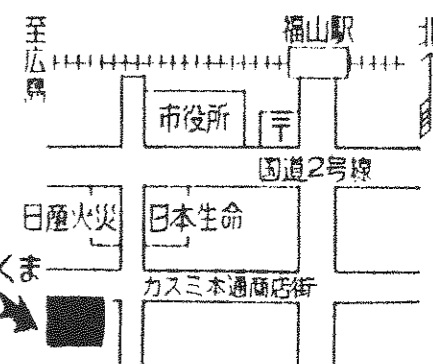 至広島
福山駅
北
市役所
〒
国道2号線
日産火災
日本生命
くま
カスミ本通商店街